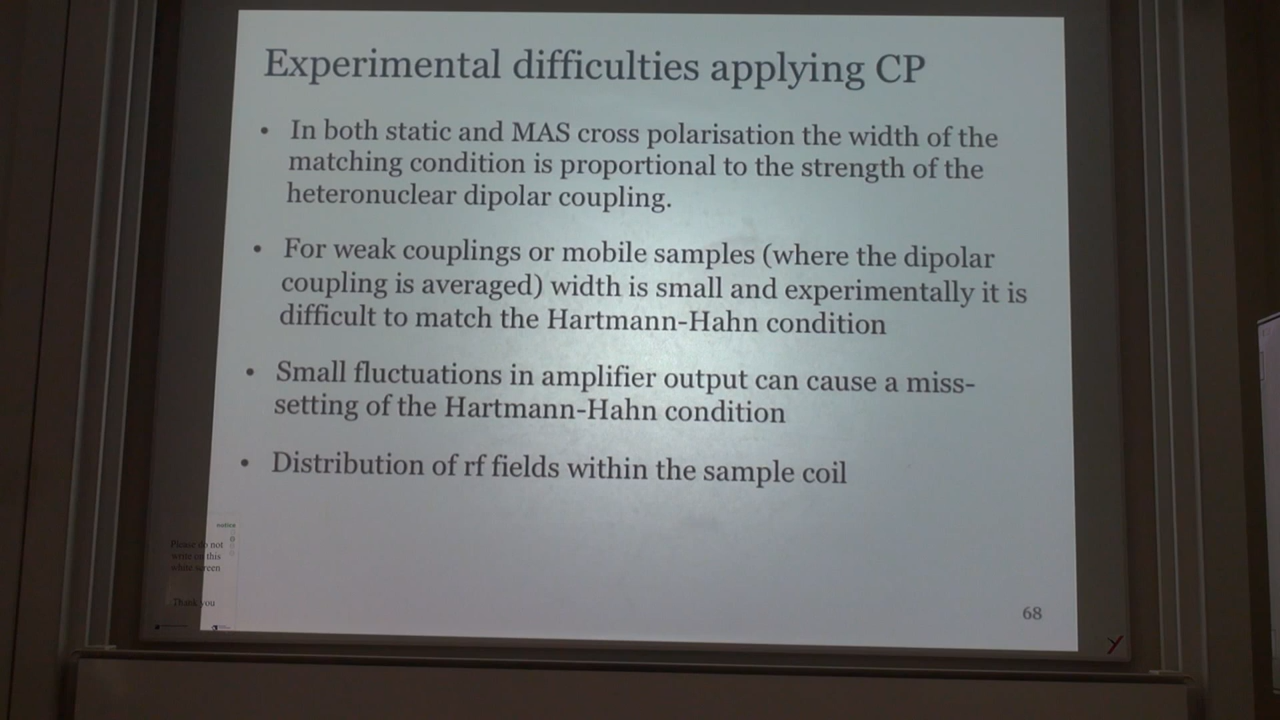 Experimental difficulties applying CP
• In both static and MAS cross polarisation the width of the
matching condition is proportional to the strength of the
heteronuclear dipolar coupling.
• For weak couplings or mobile samples (where the dipolar
coupling is averaged) width is small and experimentally it is
difficult to match the Hartmann-Hahn condition
• Small fluctuations in amplifier output can cause a miss-
setting of the Hartmann-Hahn condition
• Distribution of rf fields within the sample coil
notice
Please do not
write on this
white screen
Thank you
68